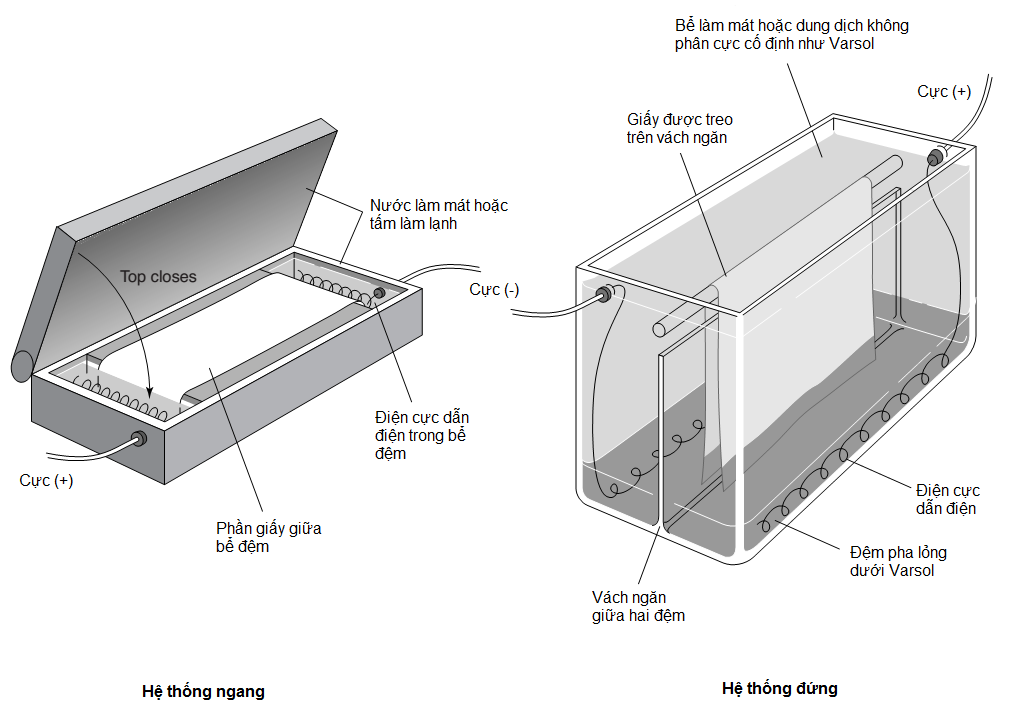 Bể làm mát hoặc dung dịch không
phân cực cố định như Varsol
Cực (+)
Giấy được treo
trên vách ngăn
Nước làm mát hoặc
tấm làm lạnh
Top closes
Cực (-)
Điện cực dẫn
điện trong bể
đệm
Cực (+)
Phần giấy giữa
bể đệm
Điện cực
dẫn điện
Đệm pha lỏng
dưới Varsol
Vách ngăn
giữa hai đệm
Hệ thống ngang
Hệ thống đứng